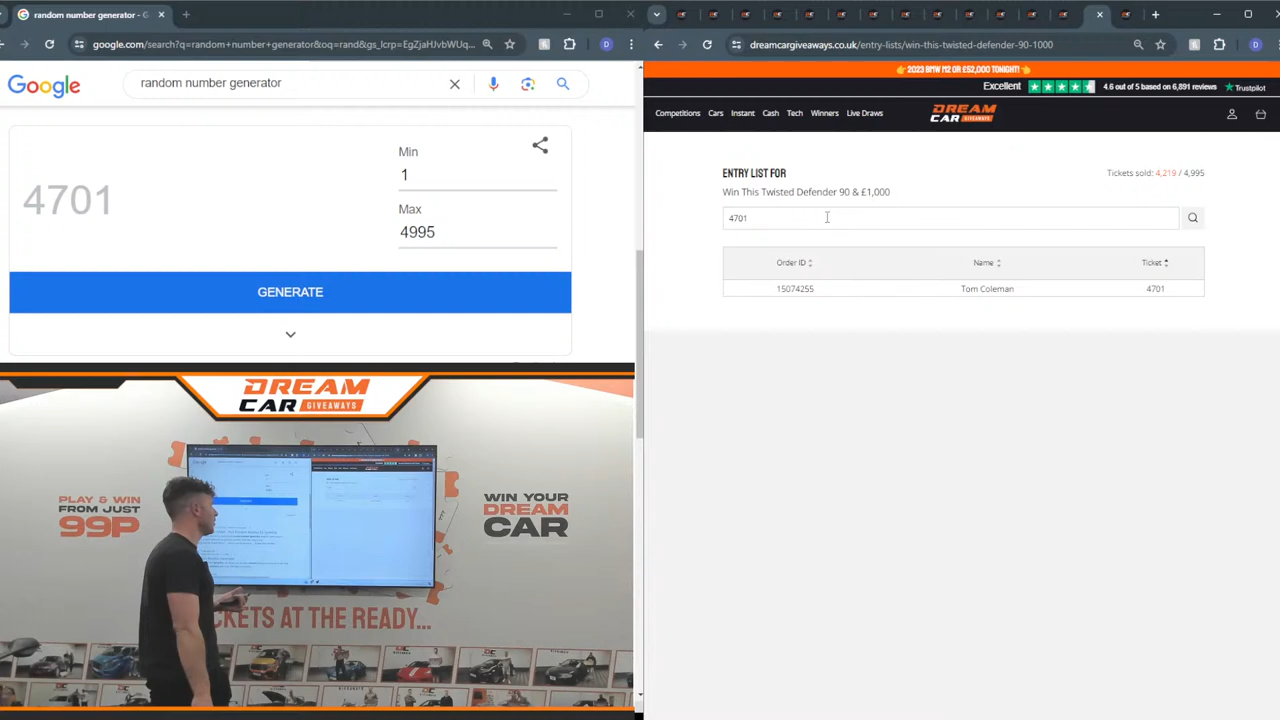 random number generator - G
google.com/search?q=random+number+generator&oq=rand&gs_lcrp=EgZjaHJvbWUq...
D
Google
random number generator
4701
Min
1
Max
4995
GENERATE
DREAM
CAR GIVEAWAYS
PLAY & WIN
FROM JUST
99P
WIN YOUR
DREAM
CAR
CKETS AT THE READY...
dreamcargiveaways.co.uk/entry-lists/win-this-twisted-defender-90-1000
D
2023 BMW M2 OR £52,000 TONIGHT!
Excellent 4.6 out of 5 based on 6,891 reviews Trustpilot
Competitions Cars Instant Cash Tech Winners Live Draws
DREAM
CAR GIVEAWAYS
ENTRY LIST FOR
Tickets sold: 4,219 / 4,995
Win This Twisted Defender 90 & £1,000
4701
Order ID Name Ticket
15074255 Tom Coleman 4701